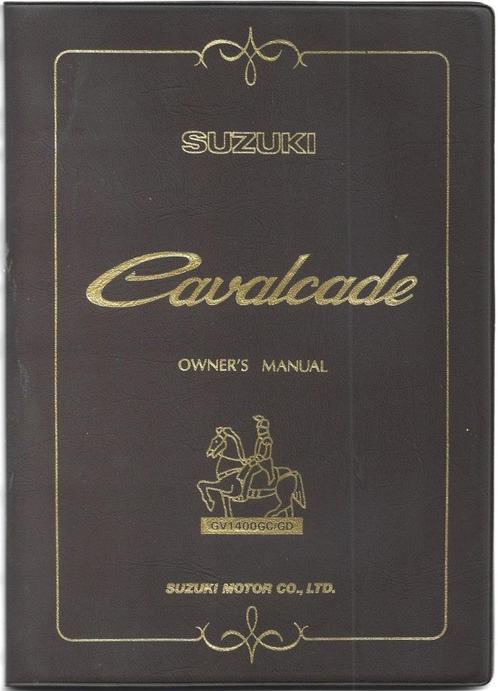 SUZUKI
Cavalcade
OWNER'S MANUAL
GV1400GC/GD
SUZUKI MOTOR CO., LTD.